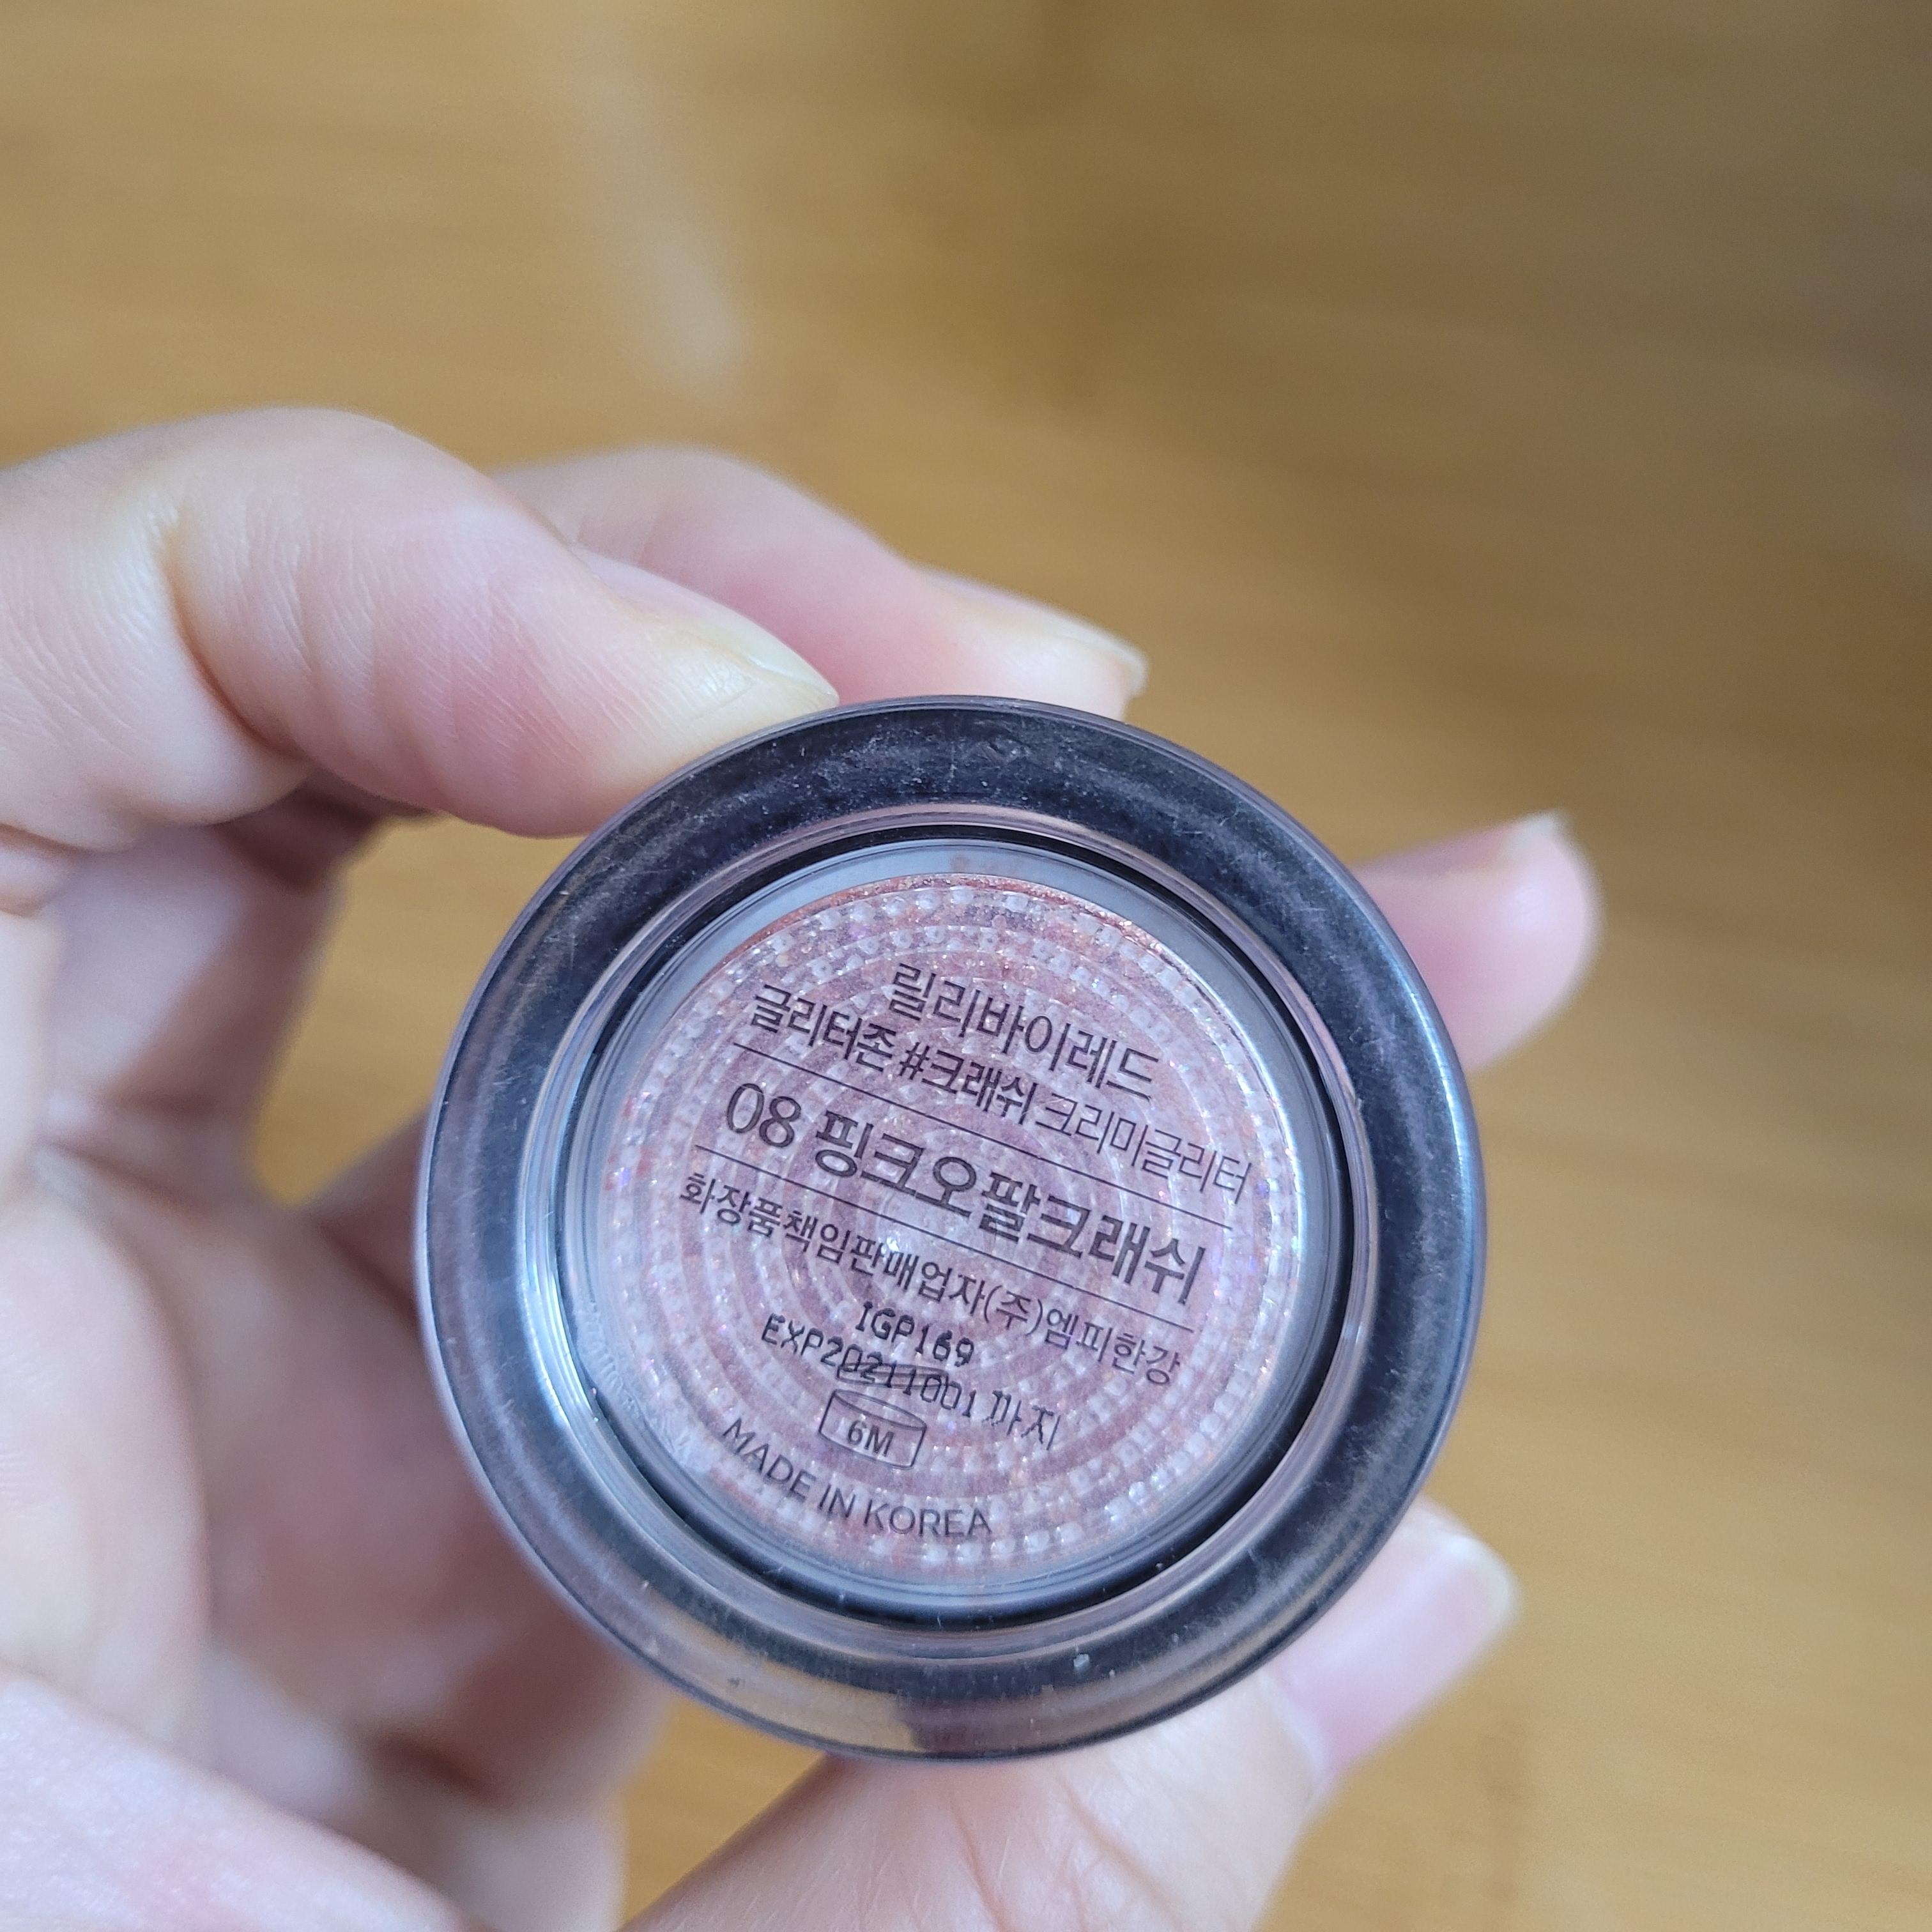 릴리바이레드
글리터존 #크래쉬 크리미글리터
08 핑크오팔크래쉬
화장품책임판매업자(주)엠피한강
IGP169
EXP20211001 까지
6M
MADE IN KOREA